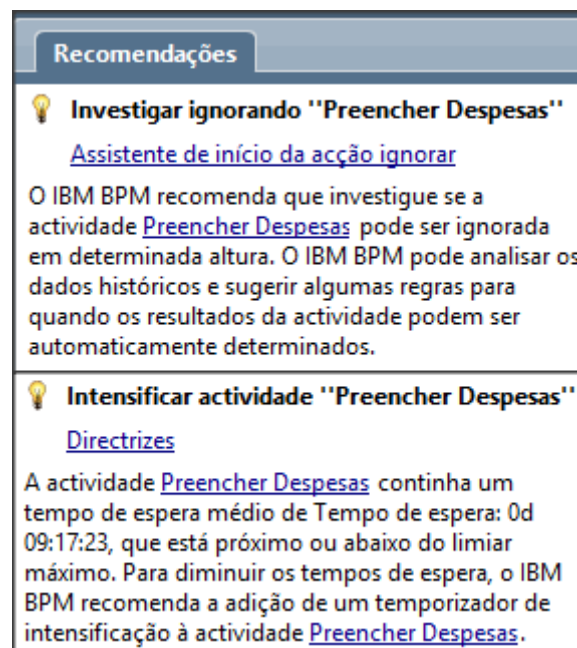 Recomendações
Investigar ignorando ''Preencher Despesas''
Assistente de início da acção ignorar
O IBM BPM recomenda que investigue se a
actividade Preencher Despesas pode ser ignorada
em determinada altura. O IBM BPM pode analisar os
dados históricos e sugerir algumas regras para
quando os resultados da actividade podem ser
automaticamente determinados.
Intensificar actividade ''Preencher Despesas''
Directrizes
A actividade Preencher Despesas continha um
tempo de espera médio de Tempo de espera: 0d
09:17:23, que está próximo ou abaixo do limiar
máximo. Para diminuir os tempos de espera, o IBM
BPM recomenda a adição de um temporizador de
intensificação à actividade Preencher Despesas.